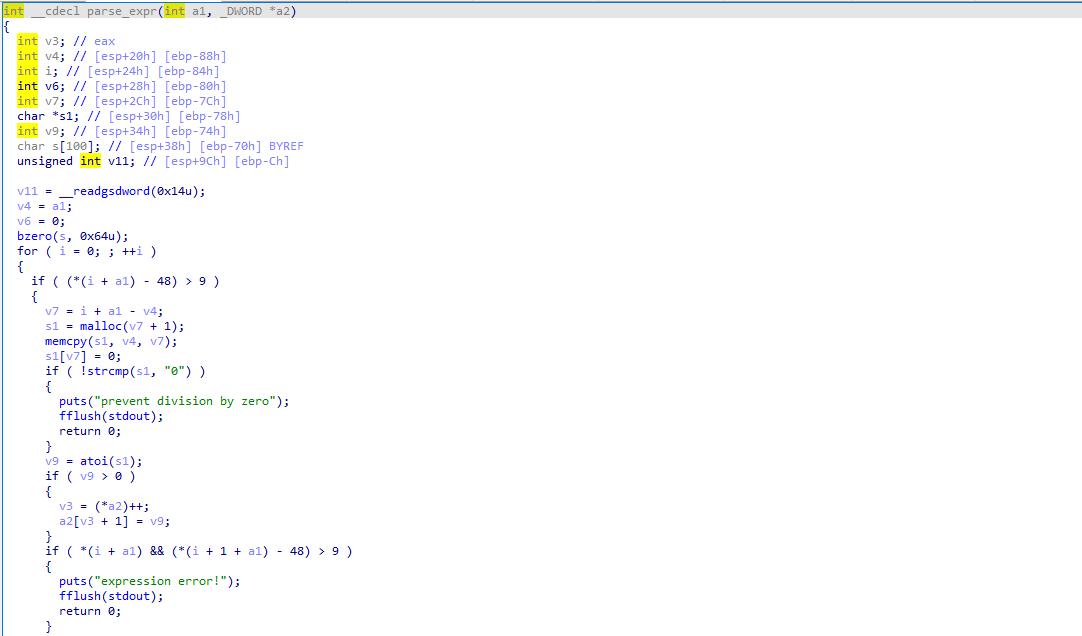 int __cdecl parse_expr(int a1, _DWORD *a2)
{
  int v3; // eax
  int v4; // [esp+20h] [ebp-88h]
  int i; // [esp+24h] [ebp-84h]
  int v6; // [esp+28h] [ebp-80h]
  int v7; // [esp+2Ch] [ebp-7Ch]
  char *s1; // [esp+30h] [ebp-78h]
  int v9; // [esp+34h] [ebp-74h]
  char s[100]; // [esp+38h] [ebp-70h] BYREF
  unsigned int v11; // [esp+9Ch] [ebp-Ch]

  v11 = __readgsdword(0x14u);
  v4 = a1;
  v6 = 0;
  bzero(s, 0x64u);
  for ( i = 0; ; ++i )
  {
    if ( (*(i + a1) - 48) > 9 )
    {
      v7 = i + a1 - v4;
      s1 = malloc(v7 + 1);
      memcpy(s1, v4, v7);
      s1[v7] = 0;
      if ( !strcmp(s1, "0") )
      {
        puts("prevent division by zero");
        fflush(stdout);
        return 0;
      }
      v9 = atoi(s1);
      if ( v9 > 0 )
      {
        v3 = (*a2)++;
        a2[v3 + 1] = v9;
      }
      if ( *(i + a1) && (*(i + 1 + a1) - 48) > 9 )
      {
        puts("expression error!");
        fflush(stdout);
        return 0;
      }